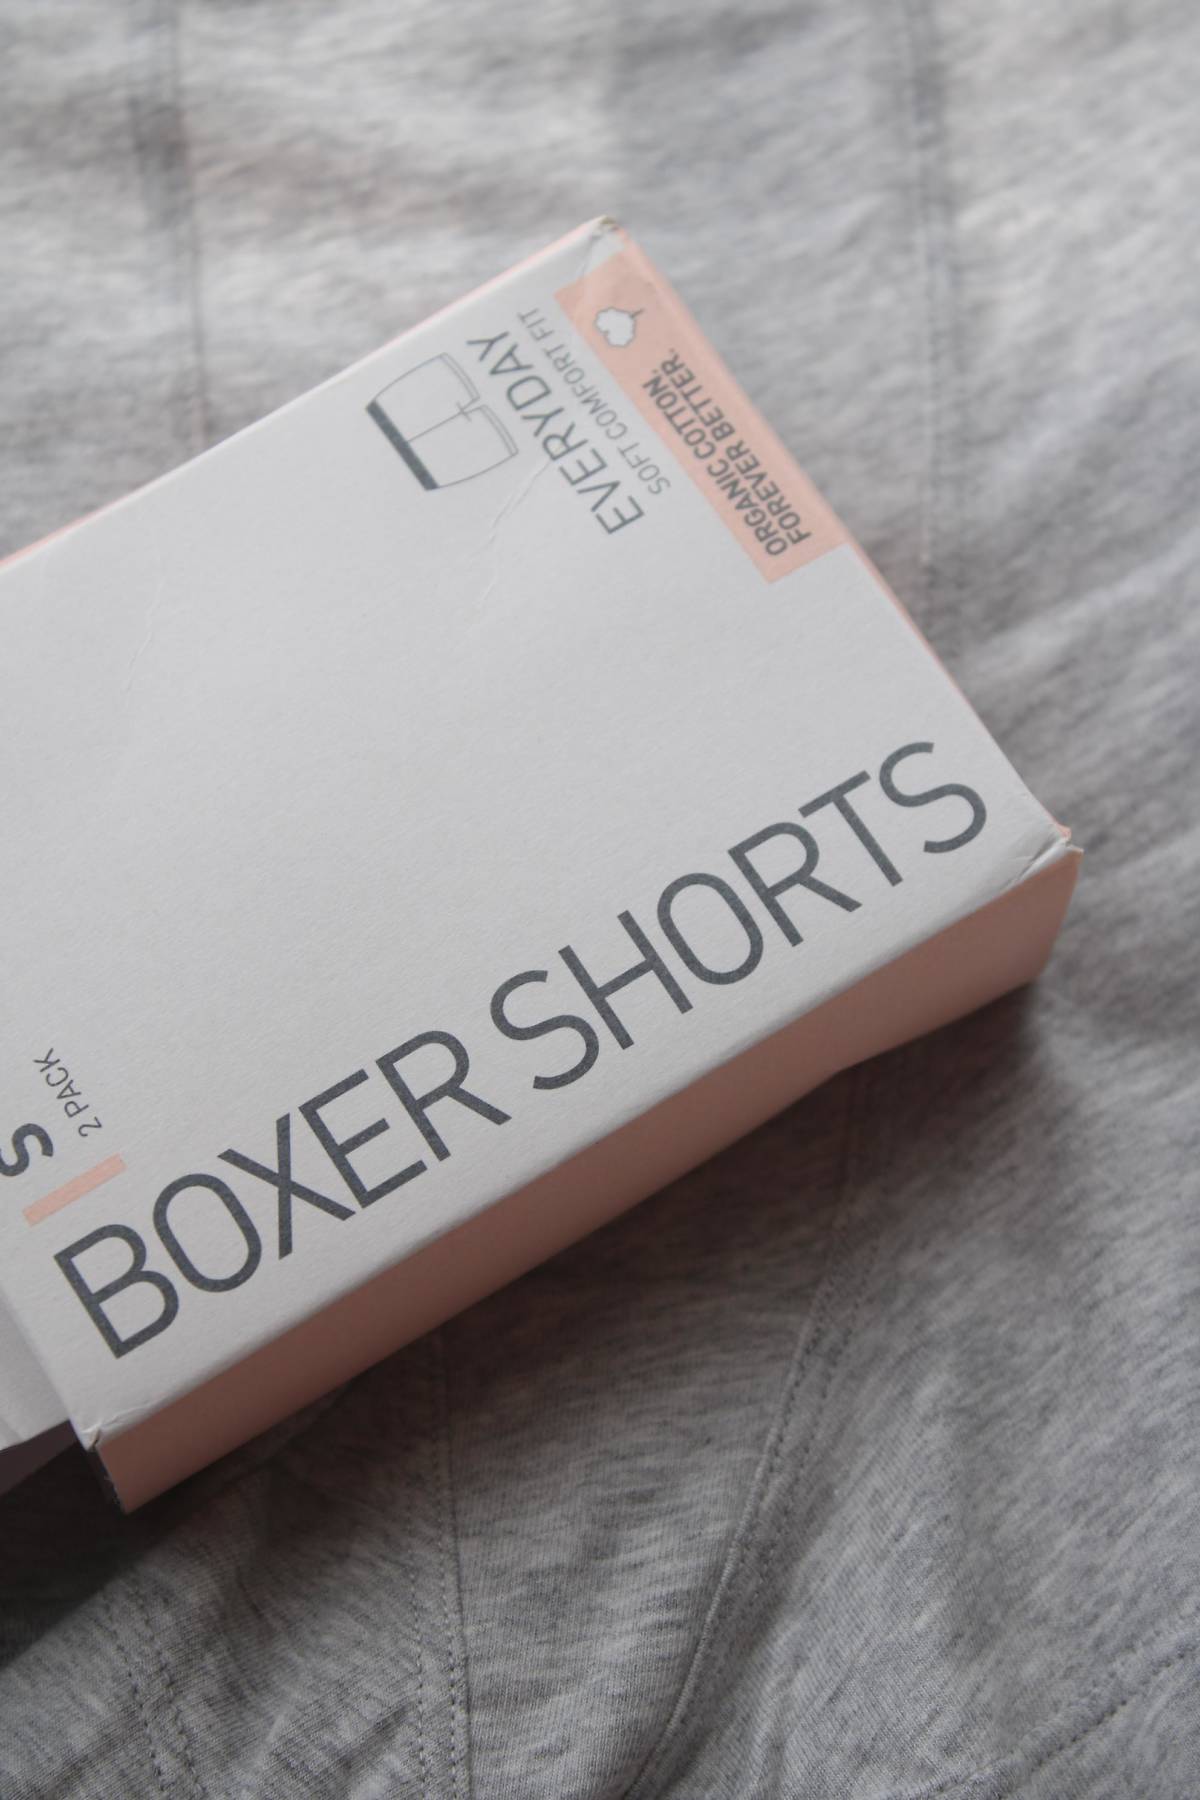 EVERYDAY
SOFT COMFORT FIT
ORGANIC COTTON.
FOREVER BETTER.
S
2 PACK
BOXER SHORTS